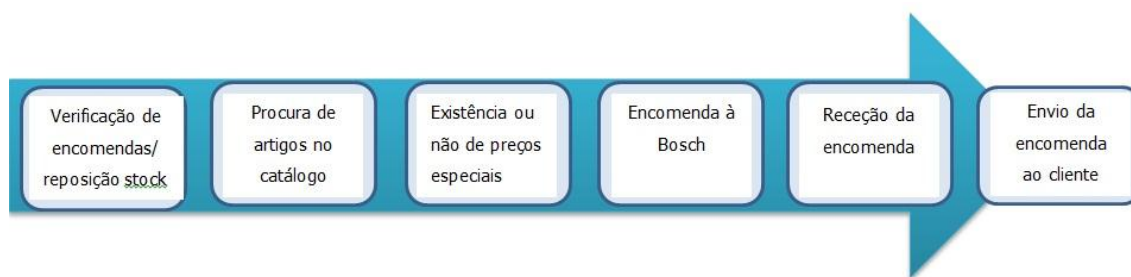 Verificação de
encomendas/
reposição stock
Procura de
artigos no
catálogo
Existência ou
não de preços
especiais
Encomenda à
Bosch
Receção da
encomenda
Envio da
encomenda
ao cliente